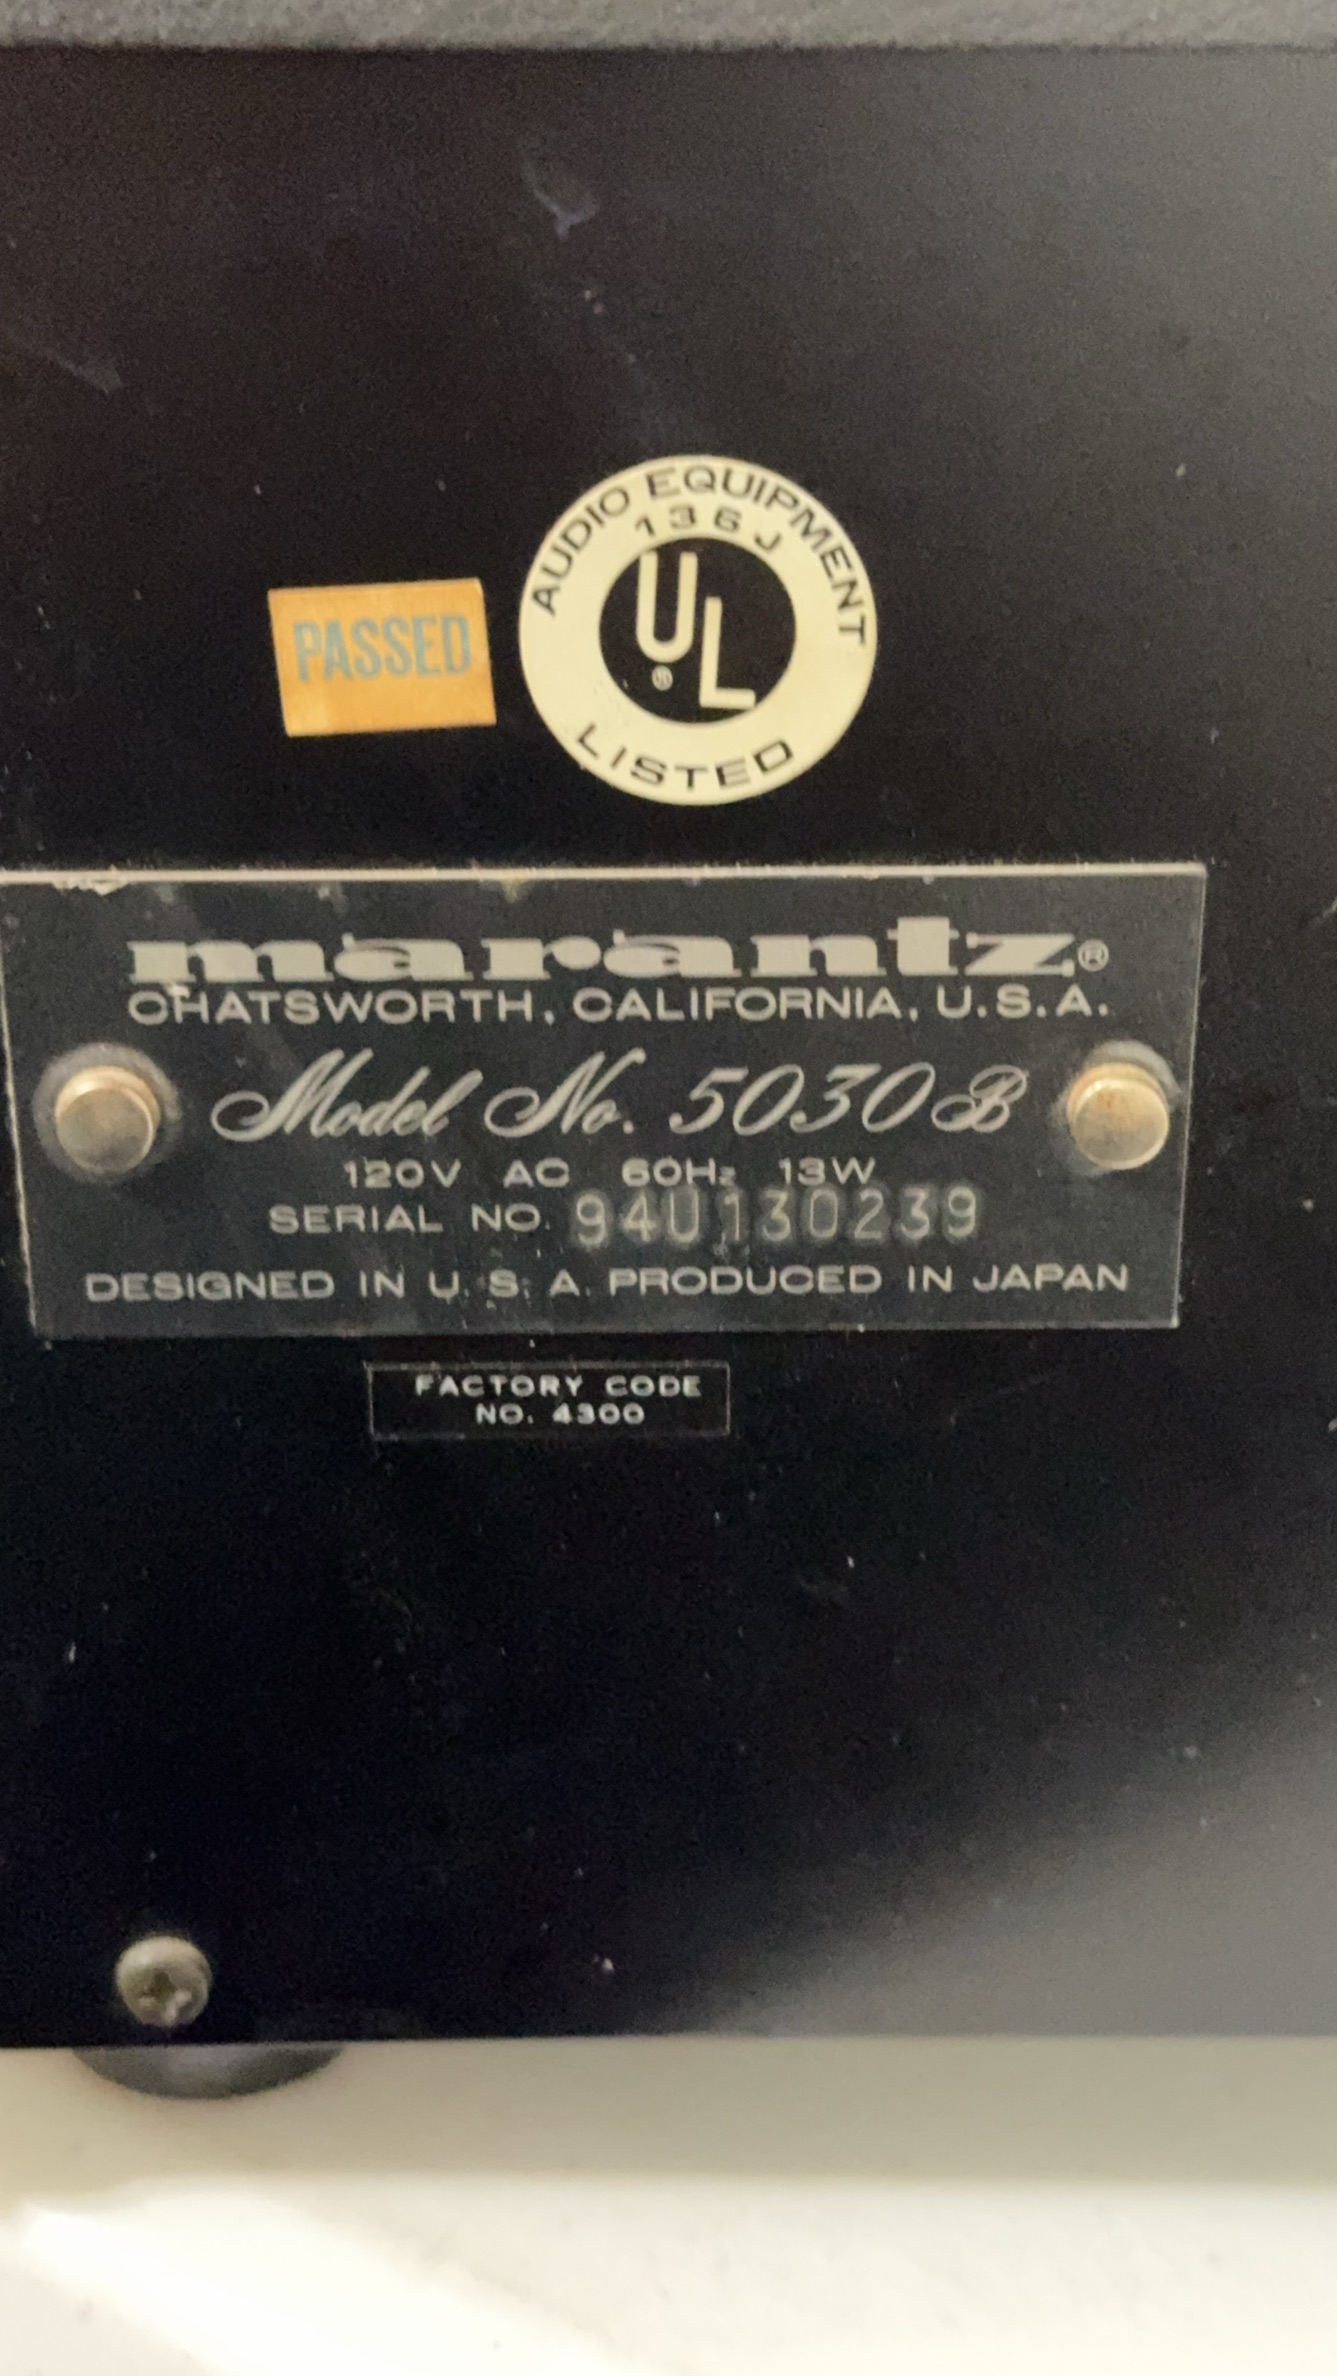 AUDIO EQUIPMENT
136J
PASSED
UL®
LISTED
marantz®
CHATSWORTH, CALIFORNIA, U.S.A.
Model No. 5030B
120V AC 60Hz 13W
SERIAL NO. 94U130239
DESIGNED IN U. S. A. PRODUCED IN JAPAN
FACTORY CODE
NO. 4300